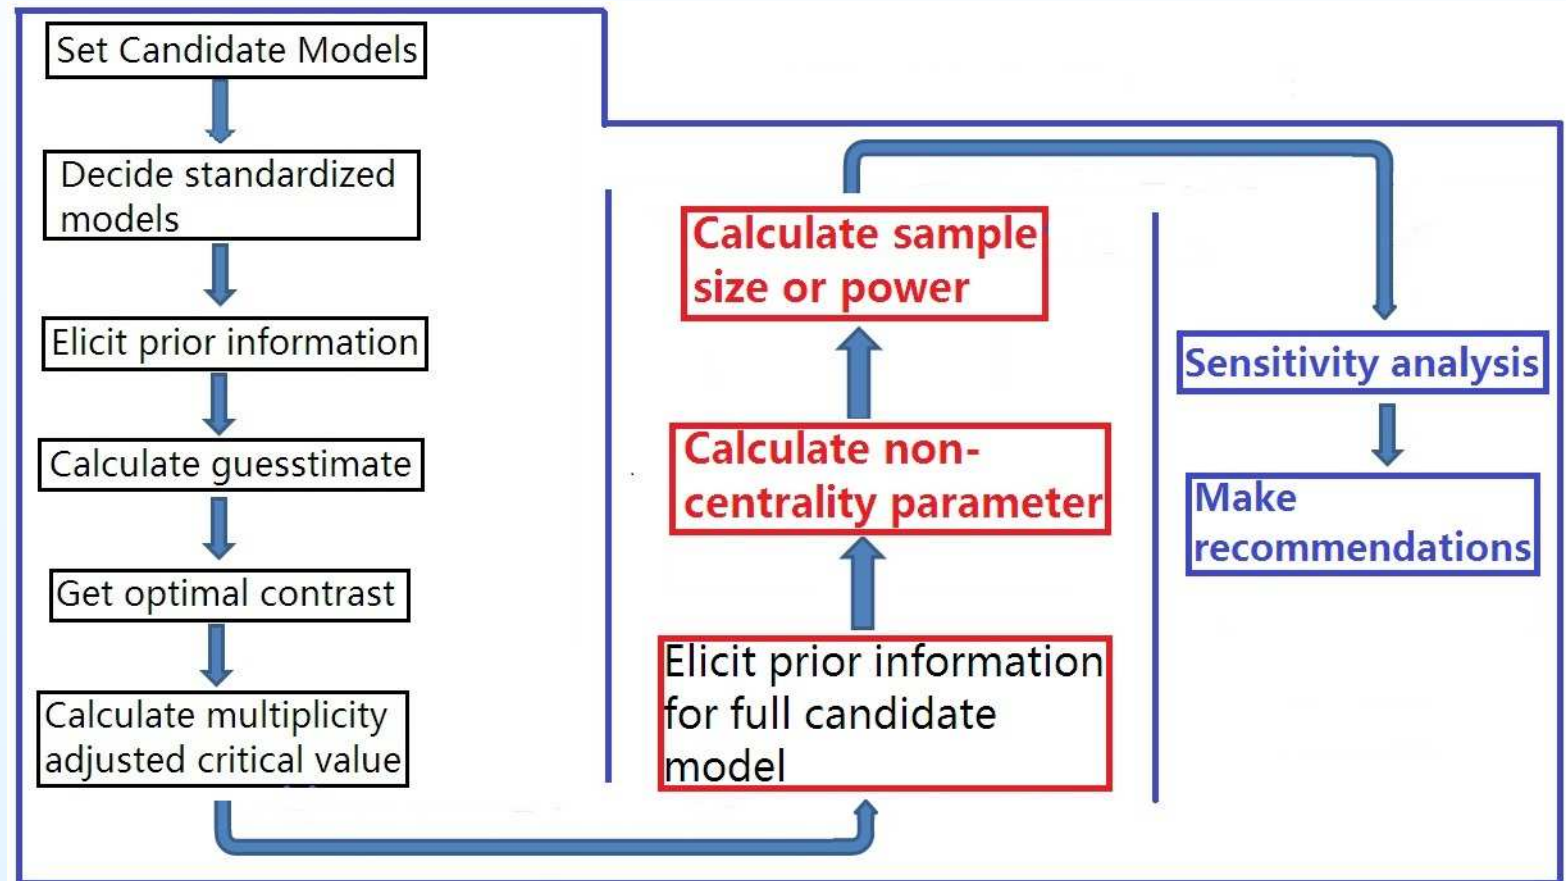 Set Candidate Models
Decide standardized
models
Elicit prior information
Calculate guesstimate
Get optimal contrast
Calculate multiplicity
adjusted critical value
Elicit prior information
for full candidate
model
Calculate non-
centrality parameter
Calculate sample
size or power
Sensitivity analysis
Make
recommendations